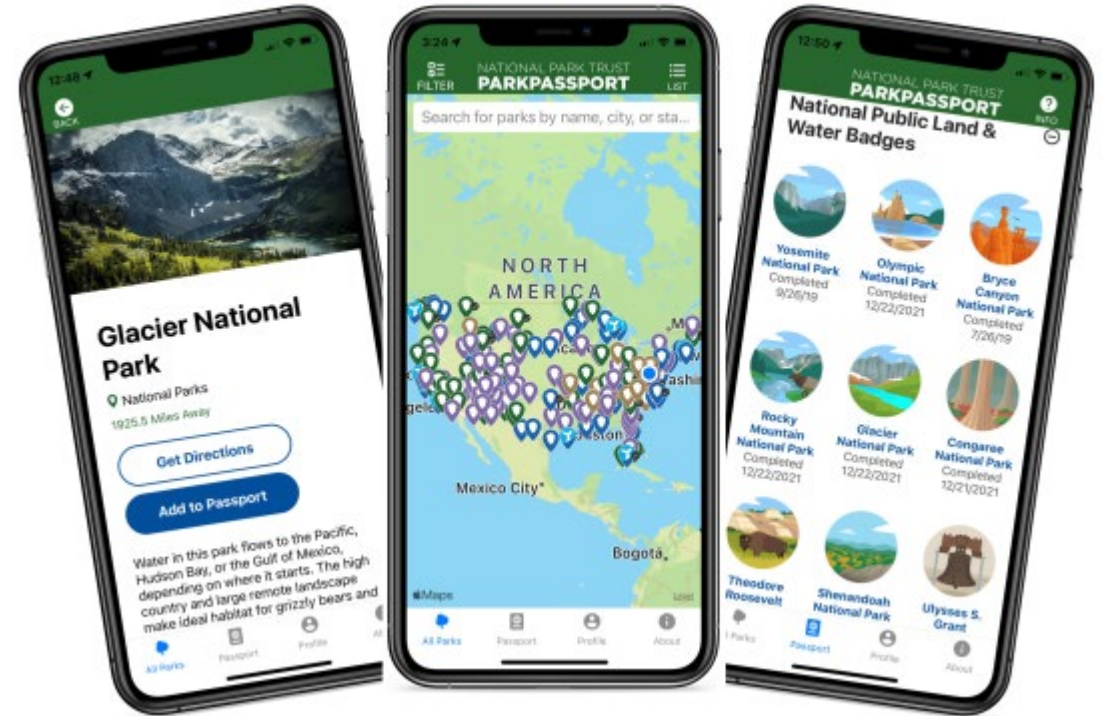 12:48
BACK
Glacier National
Park
National Parks
1925.5 Miles Away
Get Directions
Add to Passport
Water in this park flows to the Pacific,
Hudson Bay, or the Gulf of Mexico,
depending on where it starts. The high
country and large remote landscape
make ideal habitat for grizzly bears and
All Parks
Passport
Profile
3:24
FILTER
NATIONAL PARK TRUST
PARKPASSPORT
LIST
Search for parks by name, city, or sta...
NORTH
AMERICA
Mexico City
Bogotá
Maps
Legal
All Parks
Passport
Profile
About
12:50
NATIONAL PARK TRUST
PARKPASSPORT
INFO
National Public Land &
Water Badges
Yosemite
National Park
Completed
9/26/19
Olympic
National Park
Completed
12/22/2021
Bryce
Canyon
National Park
Completed
7/26/19
Rocky
Mountain
National Park
Completed
12/22/2021
Glacier
National Park
Completed
12/22/2021
Congaree
National Park
Completed
12/21/2021
Theodore
Roosevelt
Shenandoah
National Park
Ulysses S.
Grant
Parks
Passport
Profile
About